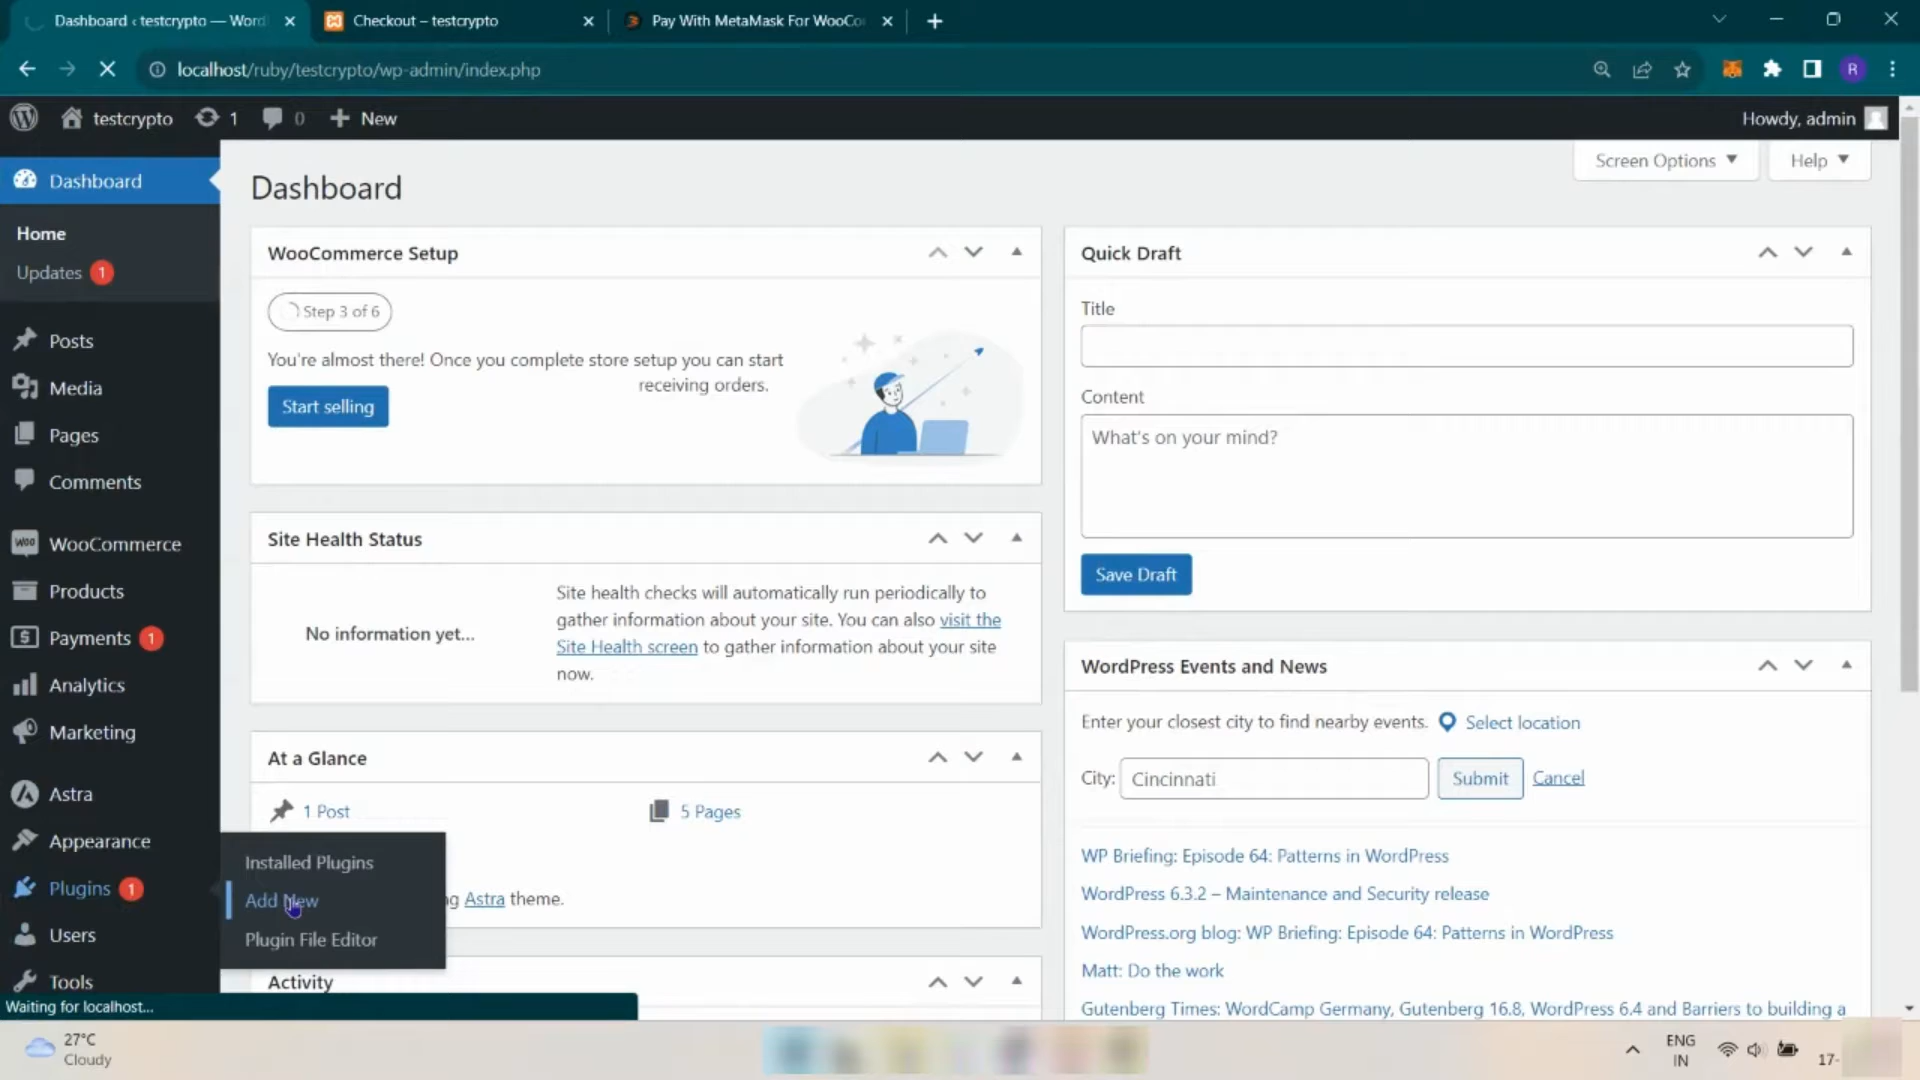 Dashboard ‹ testcrypto — Word
Checkout – testcrypto
Pay With MetaMask For WooCo
localhost/ruby/testcrypto/wp-admin/index.php
R
testcrypto
1
0
New
Howdy, admin
Screen Options
Help
Dashboard
Home
Updates 1
Posts
Media
Pages
Comments
WooCommerce
Products
Payments 1
Analytics
Marketing
Astra
Appearance
Plugins 1
Users
Tools
Installed Plugins
Add New
Plugin File Editor
Dashboard
WooCommerce Setup
Step 3 of 6
You're almost there! Once you complete store setup you can start
receiving orders.
Start selling
Site Health Status
No information yet...
Site health checks will automatically run periodically to
gather information about your site. You can also visit the
Site Health screen to gather information about your site
now.
At a Glance
1 Post
5 Pages
g Astra theme.
Activity
Quick Draft
Title
Content
What's on your mind?
Save Draft
WordPress Events and News
Enter your closest city to find nearby events.
Select location
City:
Cincinnati
Submit
Cancel
WP Briefing: Episode 64: Patterns in WordPress
WordPress 6.3.2 – Maintenance and Security release
WordPress.org blog: WP Briefing: Episode 64: Patterns in WordPress
Matt: Do the work
Gutenberg Times: WordCamp Germany, Gutenberg 16.8, WordPress 6.4 and Barriers to building a
Waiting for localhost...
27°C
Cloudy
ENG
IN
17-